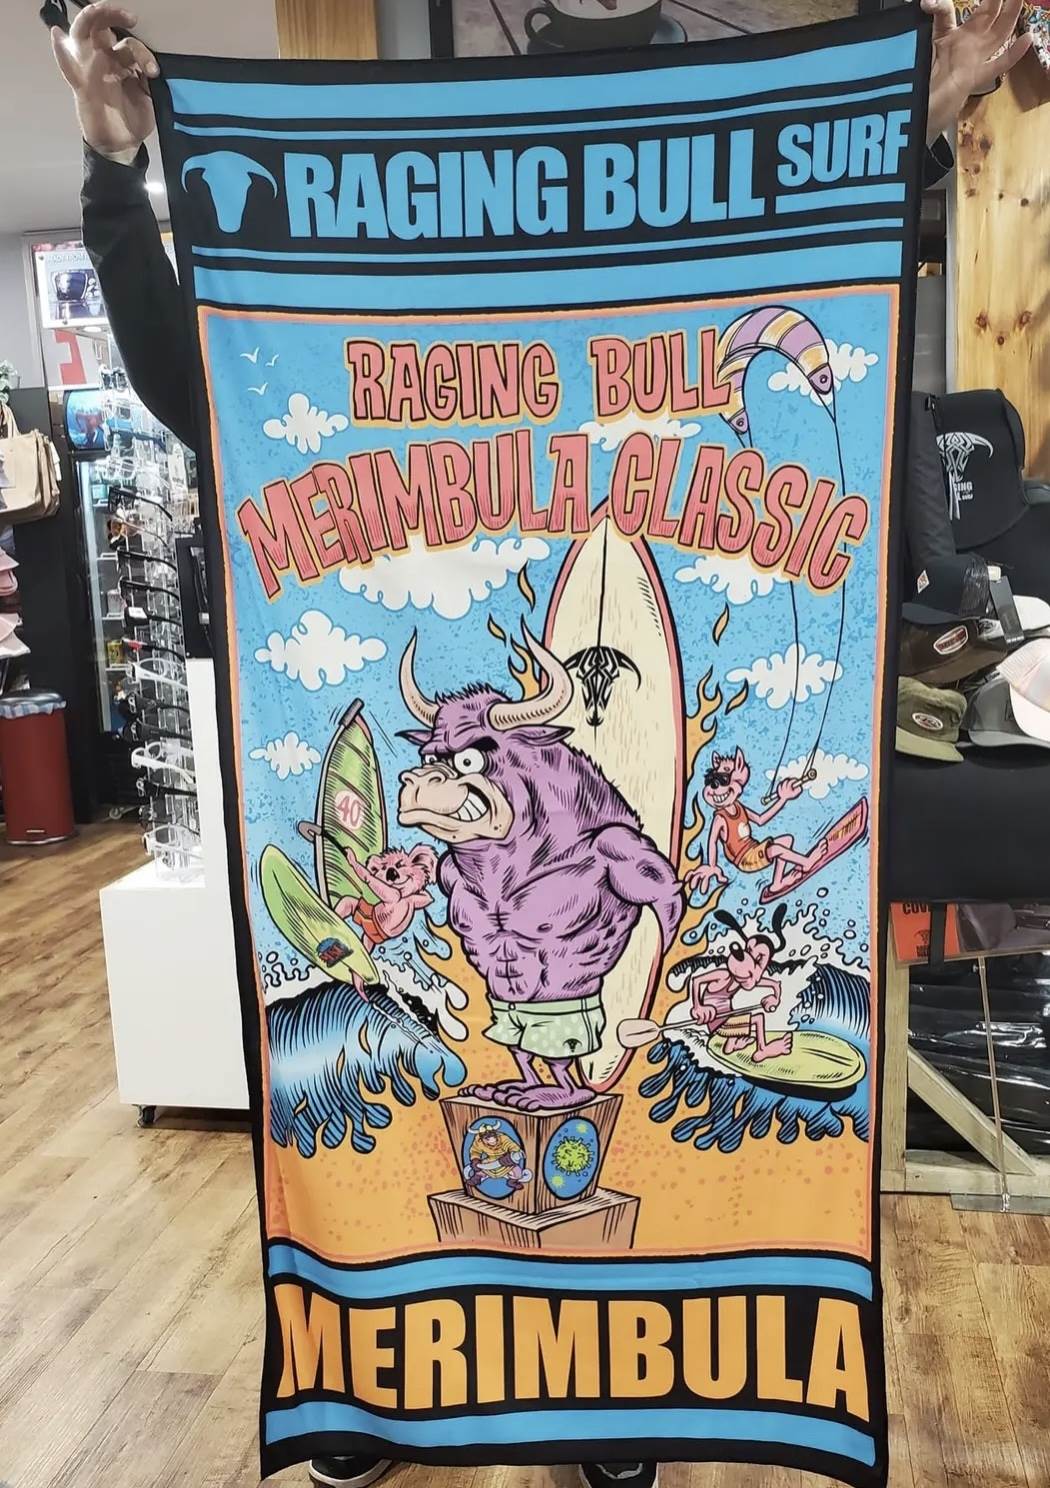 RAGING BULL SURF
RAGING BULL
MERIMBULA CLASSIC
40
MERIMBULA